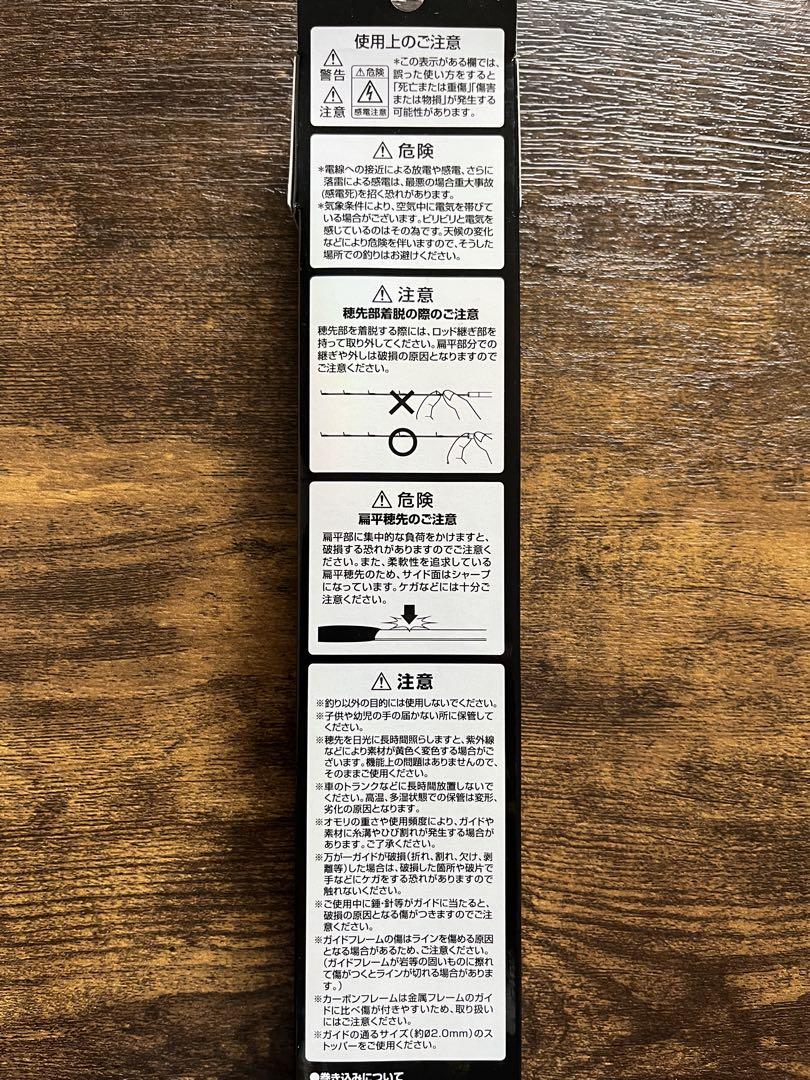 使用上のご注意
警告
注意
危険
感電注意
*この表示がある欄では、
誤った使い方をすると
「死亡または重傷」「傷害
または物損」が発生する
可能性があります。
危険
*電線への接近による放電や感電、さらに
落雷による感電は、最悪の場合重大事故
(感電死)を招く恐れがあります。
*気象条件により、空気中に電気を帯びて
いる場合がございます。ピリピリと電気を
感じているのはその為です。天候の変化
などにより危険を伴いますので、そうした
場所での釣りはお避けください。
注意
穂先部着脱の際のご注意
穂先部を着脱する際には、ロッド継ぎ部を
持って取り外してください。扁平部分での
継ぎや外しは破損の原因となりますので
ご注意ください。
危険
扁平穂先のご注意
扁平部に集中的な負荷をかけますと、
破損する恐れがありますのでご注意く
ださい。また、柔軟性を追求している
扁平穂先のため、サイド面はシャープ
になっています。ケガなどには十分ご
注意ください。
注意
※釣り以外の目的には使用しないでください。
※子供や幼児の手の届かない所に保管して
ください。
※穂先を日光に長時間照らしますと、紫外線
などにより素材が黄色く変色する場合がご
ざいます。機能上の問題はありませんので、
そのままご使用ください。
※車のトランクなどに長時間放置しないで
ください。高温、多湿状態での保管は変形、
劣化の原因となります。
※オモリの重さや使用頻度により、ガイドや
素材に糸溝やひび割れが発生する場合が
あります。ご了承ください。
※万が一ガイドが破損(折れ、割れ、欠け、剥
離等)した場合は、破損した箇所や破片で
手などにケガをする恐れがありますので
触れないでください。
※ご使用中に錘・針等がガイドに当たると、
破損の原因となる傷がつきますのでご注
意ください。
※ガイドフレームの傷はラインを傷める原因
となる場合があるため、ご注意ください。
(ガイドフレームが岩等の固いものに擦れ
て傷がつくとラインが切れる場合がありま
す。)
※カーボンフレームは金属フレームのガイ
ドに比べ傷が付きやすいため、取り扱い
にはご注意ください。
※ガイドの通るサイズ(約Ø2.0mm)のス
トッパーをご使用ください。
●巻き込みについて